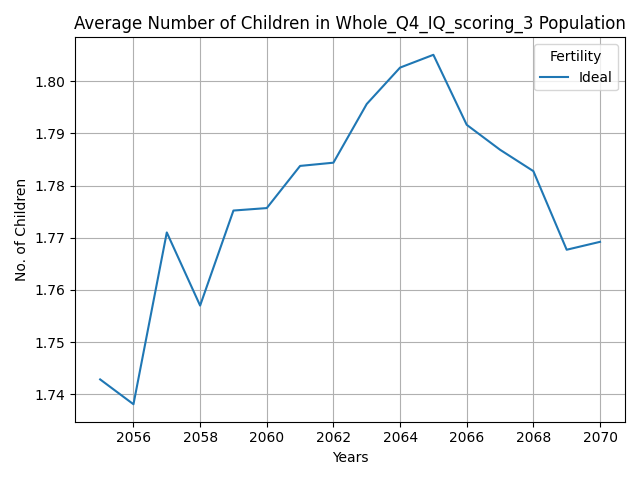 Average Number of Children in Whole_Q4_IQ_scoring_3 Population
Fertility
Ideal
No. of Children
1.80
1.79
1.78
1.77
1.76
1.75
1.74
2056 2058 2060 2062 2064 2066 2068 2070
Years